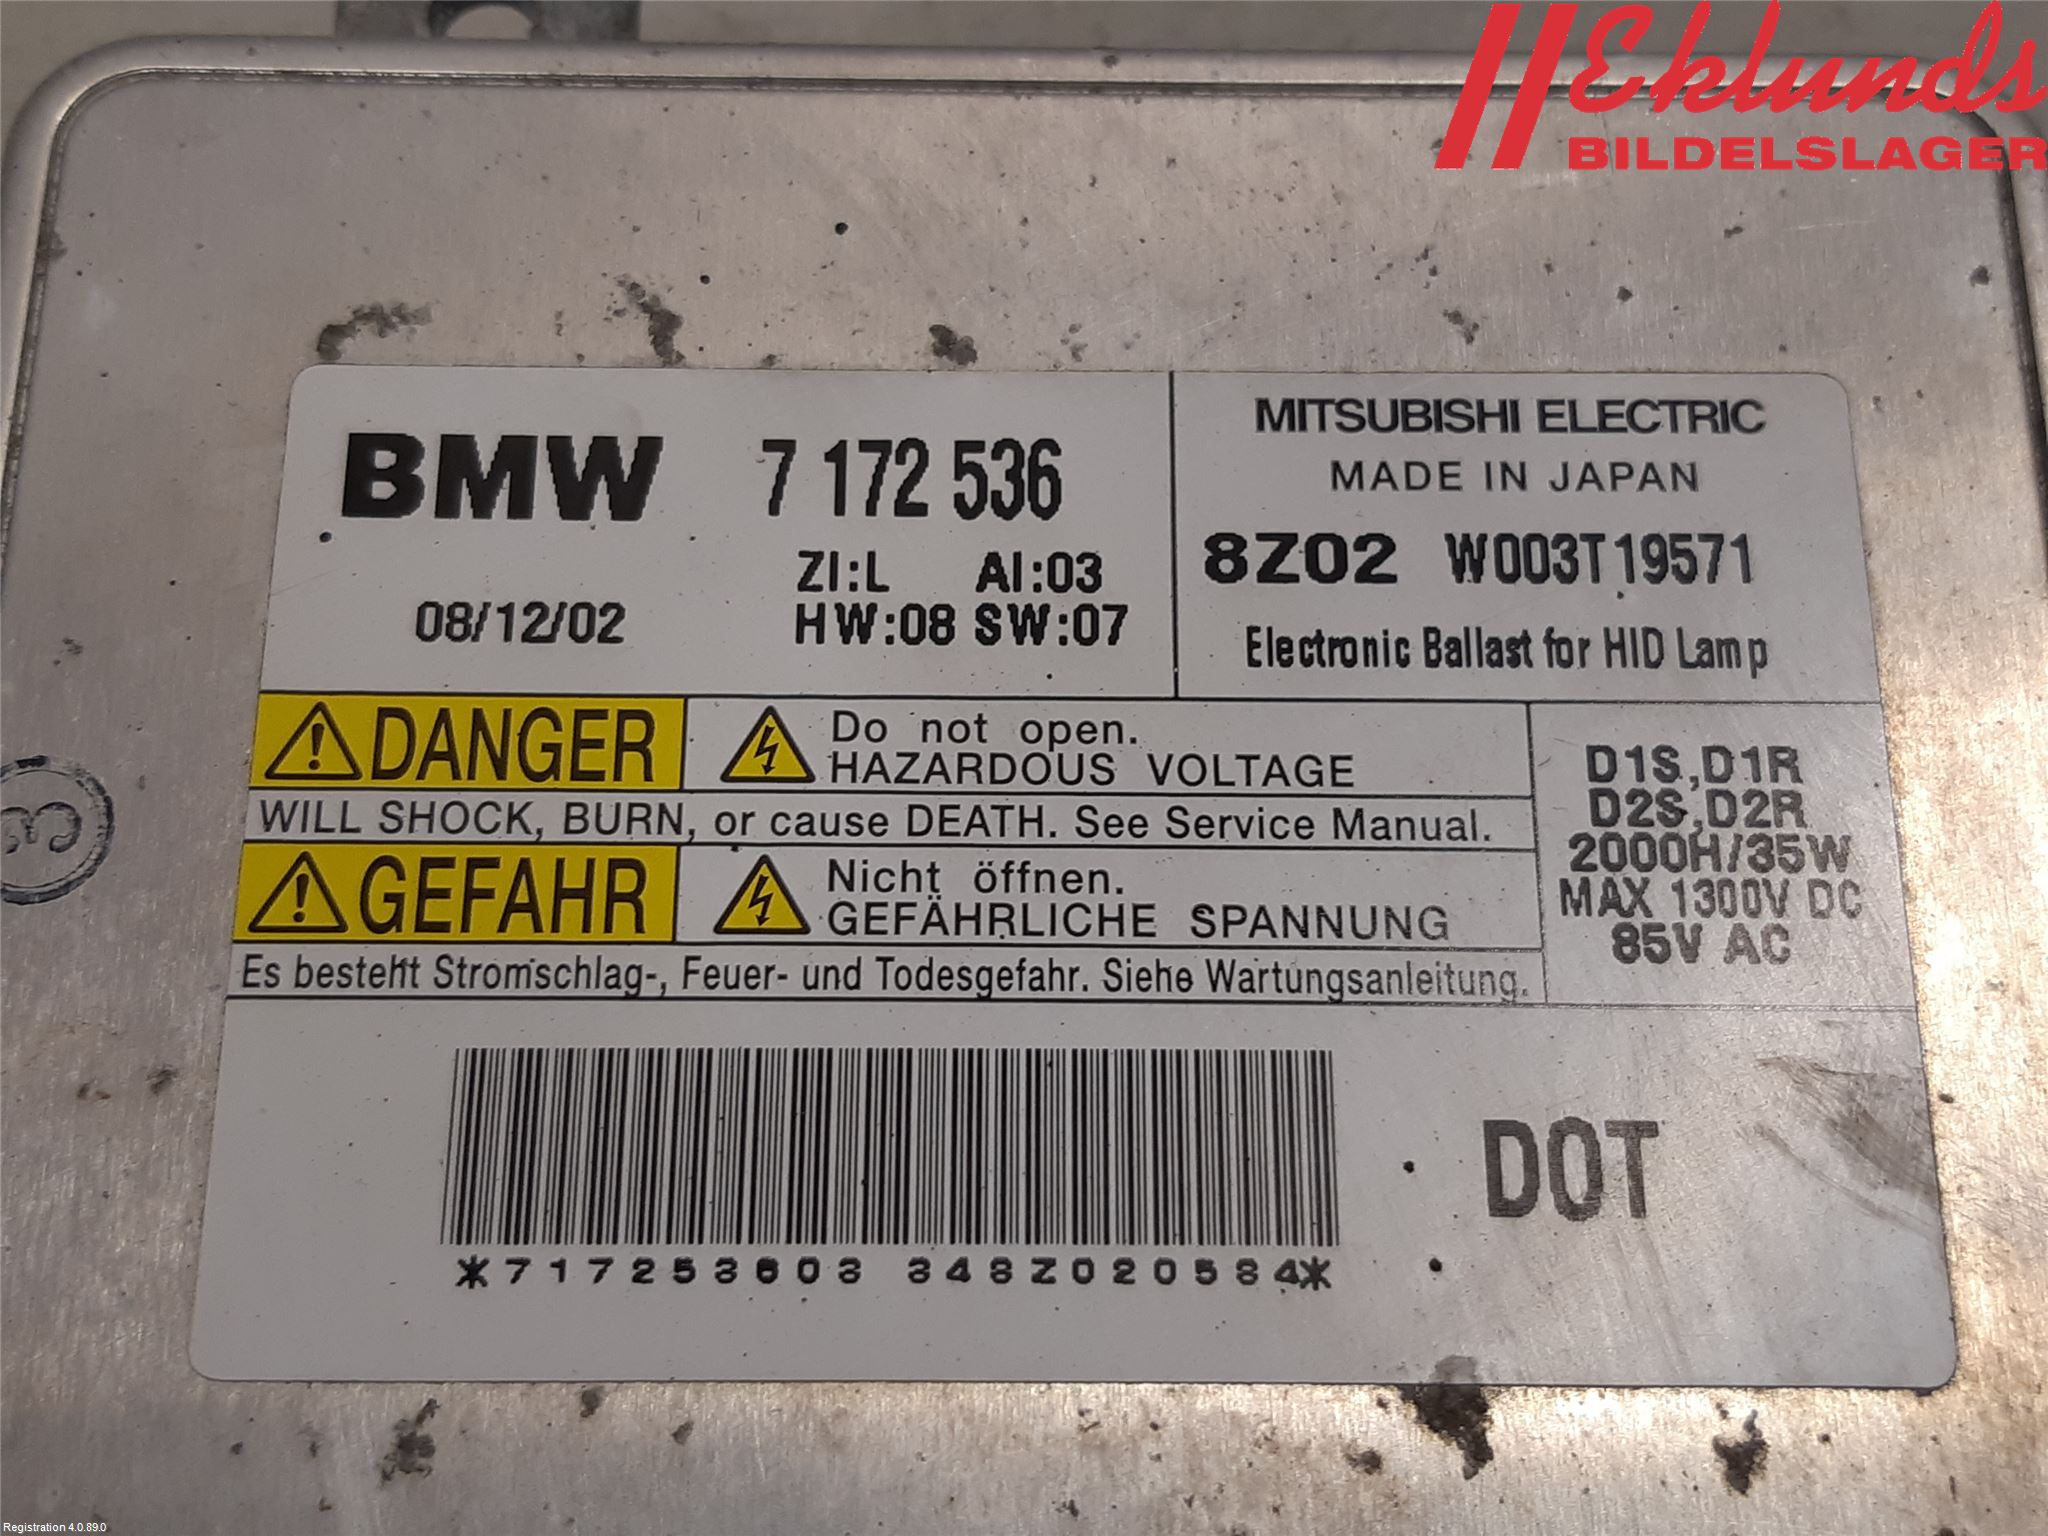 Eklunds
BILDELSLAGER
BMW 7 172 536
ZI:L AI:03
08/12/02 HW:08 SW:07
MITSUBISHI ELECTRIC
MADE IN JAPAN
8Z02 W003T19571
Electronic Ballast for HID Lamp
DANGER
Do not open.
HAZARDOUS VOLTAGE
WILL SHOCK, BURN, or cause DEATH. See Service Manual.
GEFAHR
Nicht öffnen.
GEFÄHRLICHE SPANNUNG
Es besteht Stromschlag-, Feuer- und Todesgefahr. Siehe Wartungsanleitung.
D1S,D1R
D2S,D2R
2000H/35W
MAX 1300V DC
85V AC
*717253603 348Z020584*
DOT
3
Registration 4.0.89.0